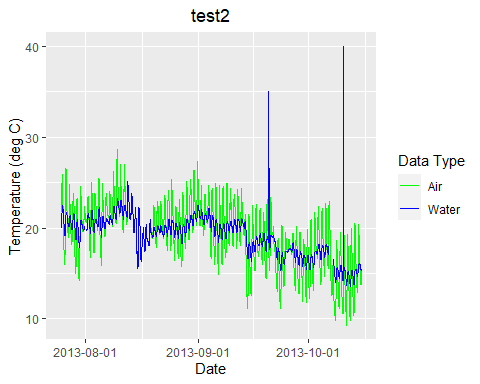 test2
Temperature (deg C)
40
30
20
10
2013-08-01
2013-09-01
2013-10-01
Date
Data Type
Air
Water